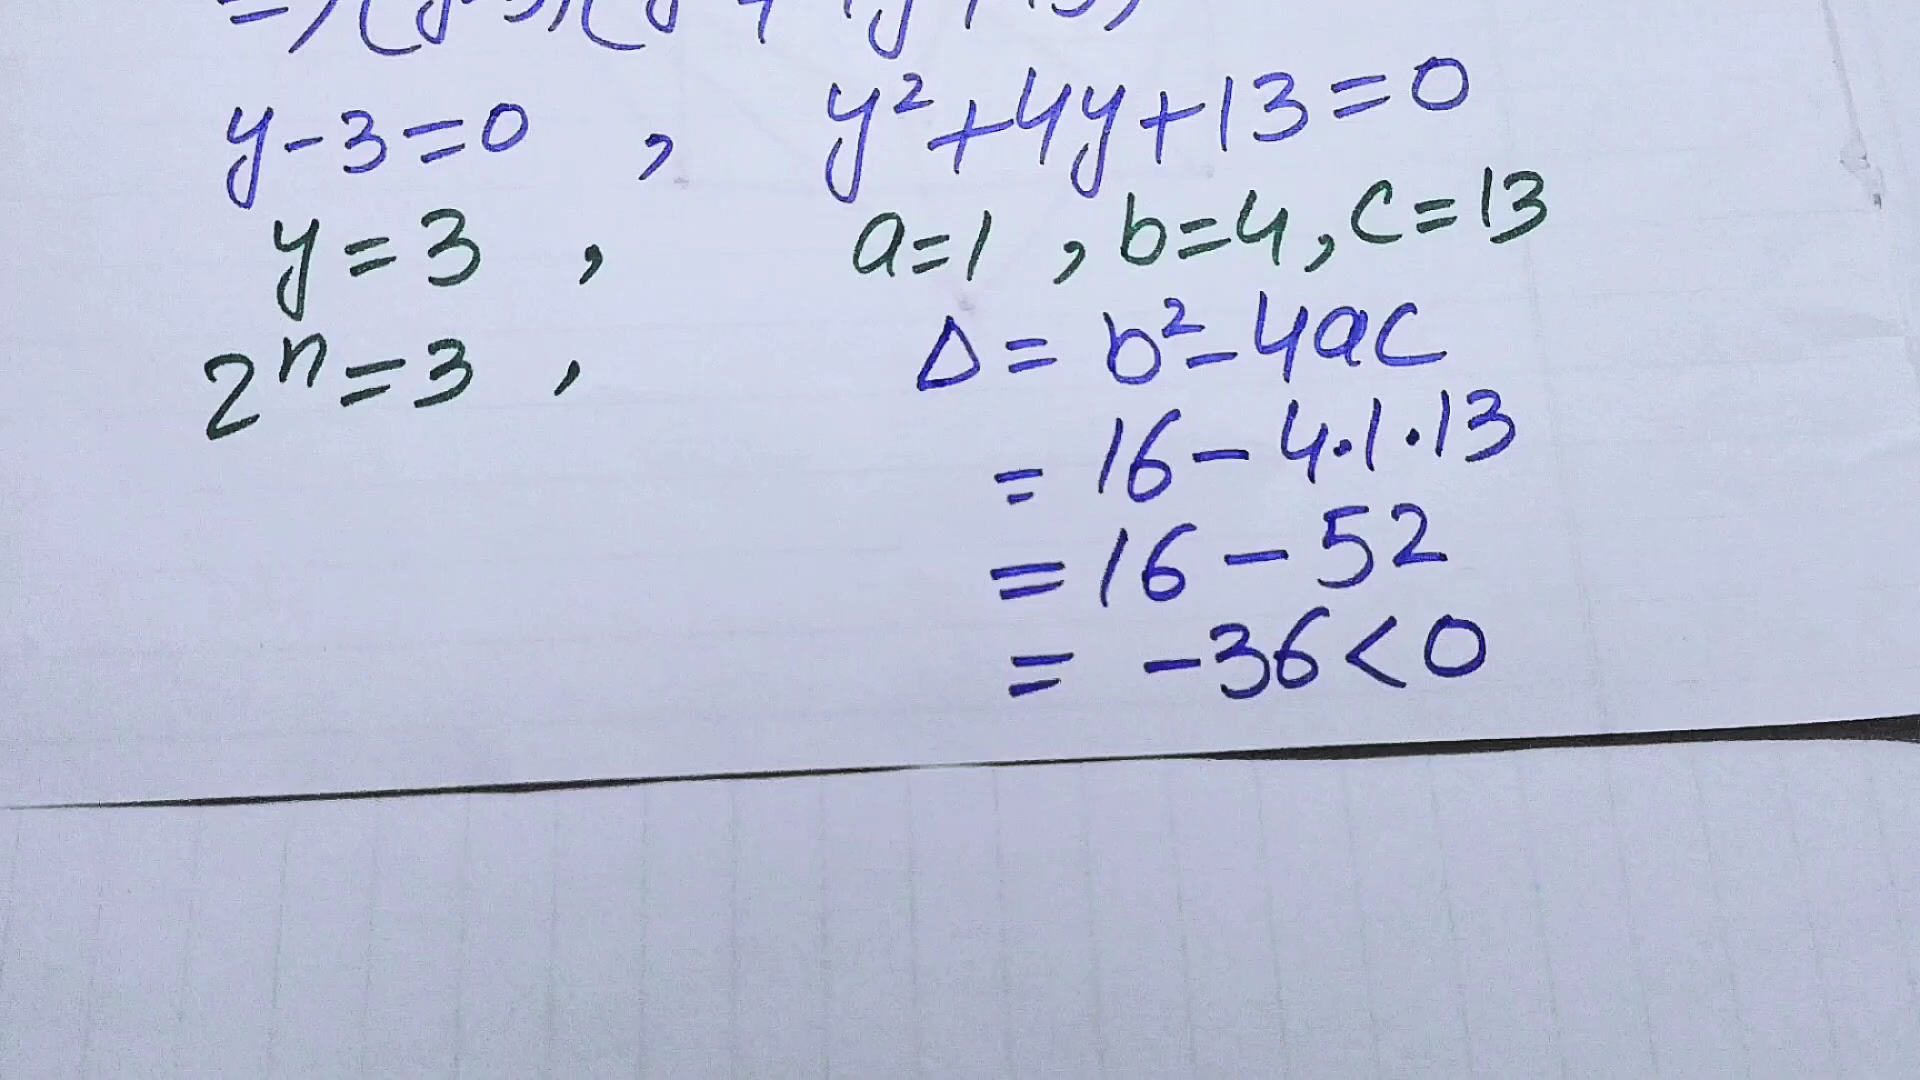 y-3=0 , y²+4y+13=0
y=3 , a=1 , b=4, c=13
2ⁿ=3 , Δ= b²-4ac
= 16-4·1·13
= 16-52
= -36<0